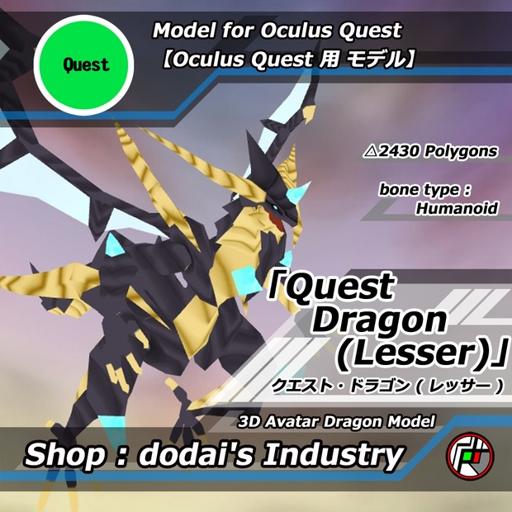 Model for Oculus Quest
【Oculus Quest 用 モデル】
Quest
△2430 Polygons
bone type :
Humanoid
「Quest
Dragon
(Lesser)」
クエスト・ドラゴン ( レッサー )
3D Avatar Dragon Model
Shop : dodai's Industry